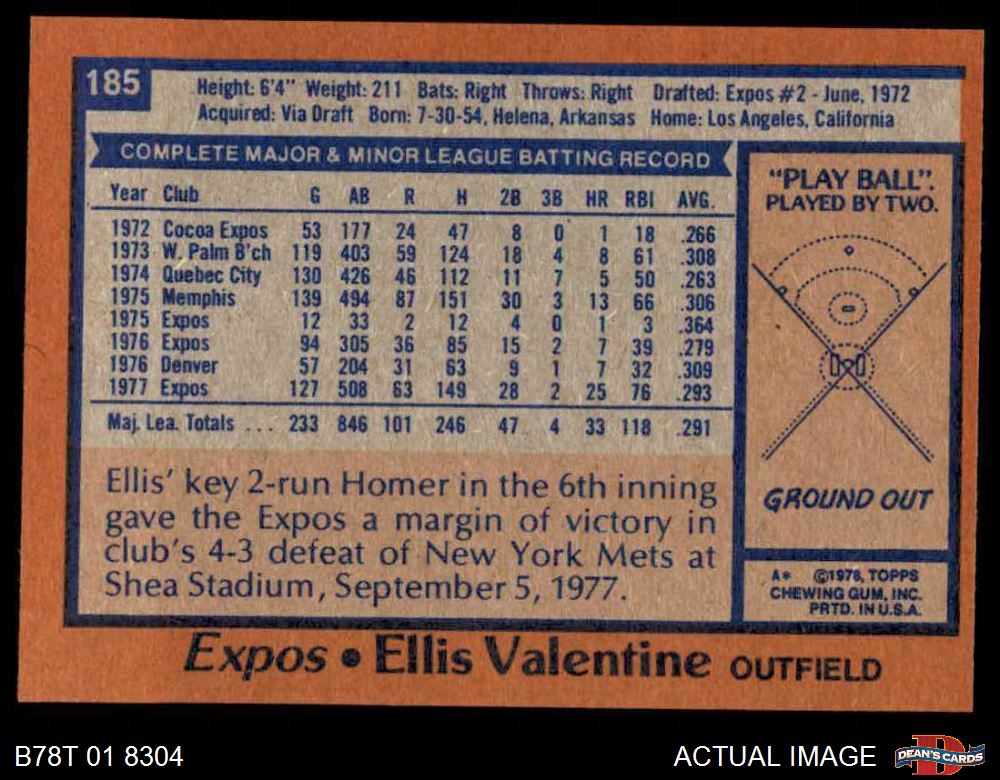 185
Height: 6'4" Weight: 211 Bats: Right Throws: Right Drafted: Expos #2 - June, 1972
Acquired: Via Draft Born: 7-30-54, Helena, Arkansas Home: Los Angeles, California
COMPLETE MAJOR & MINOR LEAGUE BATTING RECORD
Year Club G AB R H 2B 3B HR RBI AVG.
1972 Cocoa Expos 53 177 24 47 8 0 1 18 .266
1973 W. Palm B'ch 119 403 59 124 18 4 8 61 .308
1974 Quebec City 130 426 46 112 11 7 5 50 .263
1975 Memphis 139 494 87 151 30 3 13 66 .306
1975 Expos 12 33 2 12 4 0 1 3 .364
1976 Expos 94 305 36 85 15 2 7 39 .279
1976 Denver 57 204 31 63 9 1 7 32 .309
1977 Expos 127 508 63 149 28 2 25 76 .293
Maj. Lea. Totals ... 233 846 101 246 47 4 33 118 .291
Ellis' key 2-run Homer in the 6th inning
gave the Expos a margin of victory in
club's 4-3 defeat of New York Mets at
Shea Stadium, September 5, 1977.
"PLAY BALL".
PLAYED BY TWO.
GROUND OUT
A* ©1978, TOPPS
CHEWING GUM, INC.
PRTD. IN U.S.A.
Expos • Ellis Valentine OUTFIELD
B78T 01 8304
ACTUAL IMAGE
D
DEAN'S CARDS